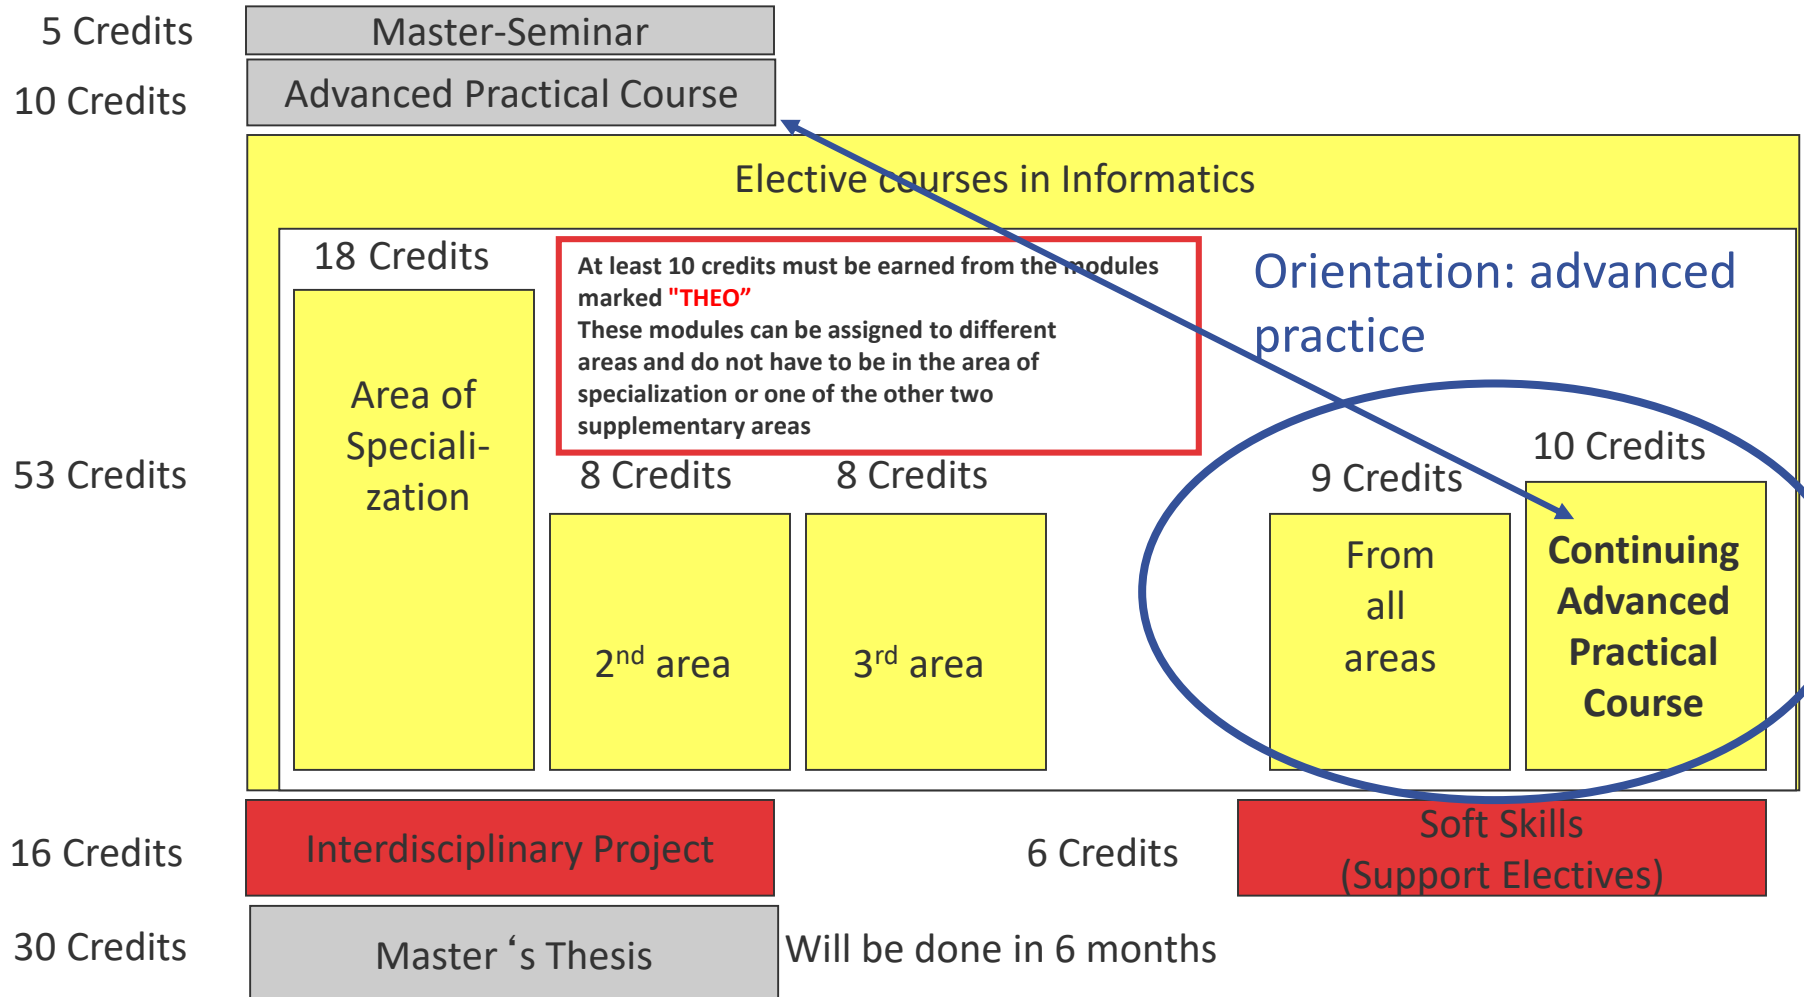 5 Credits
Master-Seminar
10 Credits
Advanced Practical Course
Elective courses in Informatics
53 Credits
18 Credits
Area of
Speciali-
zation
At least 10 credits must be earned from the modules
marked "THEO”
These modules can be assigned to different
areas and do not have to be in the area of
specialization or one of the other two
supplementary areas
8 Credits
2nd area
8 Credits
3rd area
Orientation: advanced
practice
9 Credits
From
all
areas
10 Credits
Continuing
Advanced
Practical
Course
16 Credits
Interdisciplinary Project
6 Credits
Soft Skills
(Support Electives)
30 Credits
Master ‘s Thesis
Will be done in 6 months